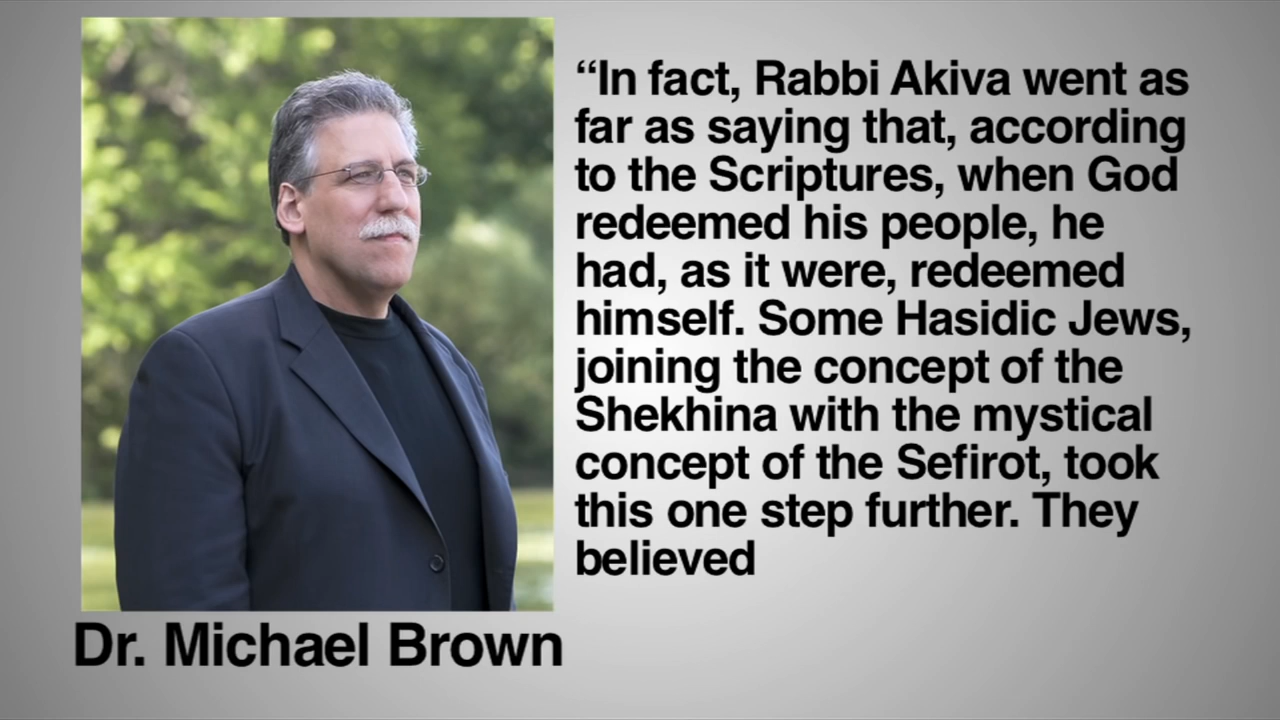 “In fact, Rabbi Akiva went as
far as saying that, according
to the Scriptures, when God
redeemed his people, he
had, as it were, redeemed
himself. Some Hasidic Jews,
joining the concept of the
Shekhina with the mystical
concept of the Sefirot, took
this one step further. They
believed
Dr. Michael Brown